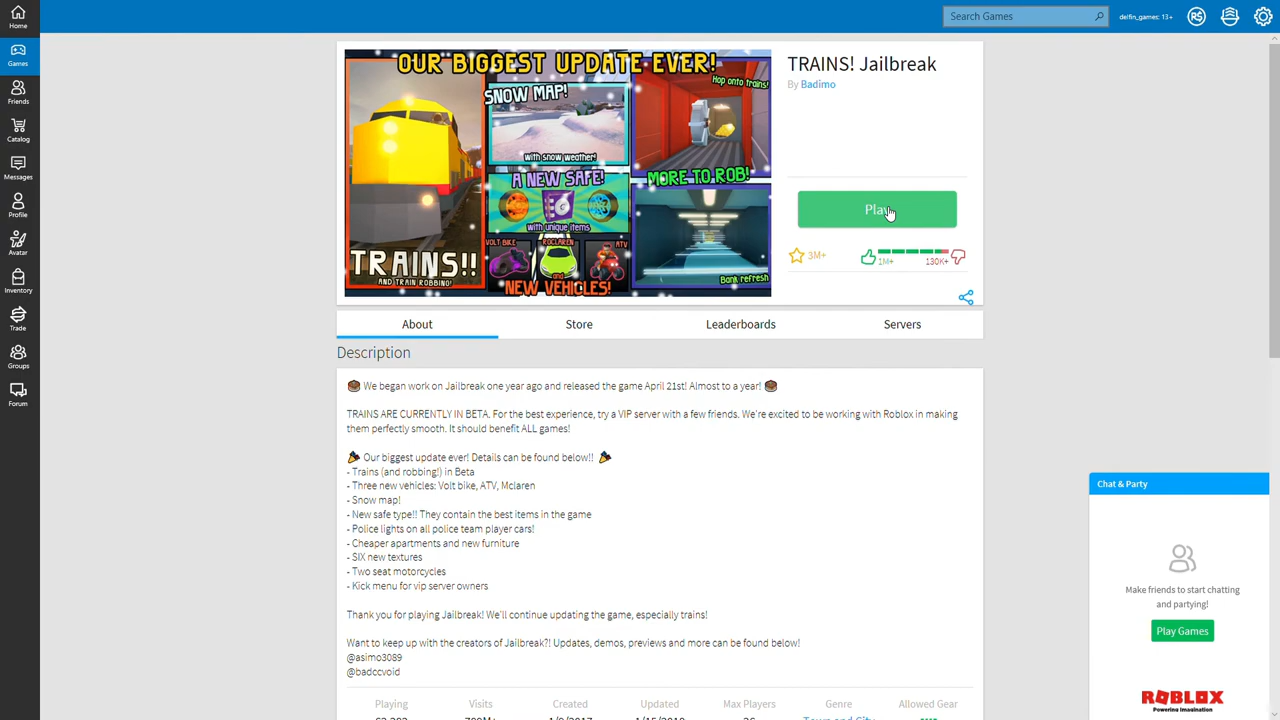 Search Games
delfin_games: 13+
Home
Games
Friends
Catalog
Messages
Profile
Avatar
Inventory
Trade
Groups
Forum
OUR BIGGEST UPDATE EVER!
SNOW MAP!
with snow weather!
Hop onto trains!
A NEW SAFE!
with unique items
MORE TO ROB!
VOLT BIKE
ROCLAREN
ATV
and
NEW VEHICLES!
Bank refresh
TRAINS!!
AND TRAIN ROBBING!
TRAINS! Jailbreak
By Badimo
Play
3M+
1M+
130K+
About
Store
Leaderboards
Servers
Description
We began work on Jailbreak one year ago and released the game April 21st! Almost to a year!
TRAINS ARE CURRENTLY IN BETA. For the best experience, try a VIP server with a few friends. We're excited to be working with Roblox in making
them perfectly smooth. It should benefit ALL games!
Our biggest update ever! Details can be found below!!
- Trains (and robbing!) in Beta
- Three new vehicles: Volt bike, ATV, Mclaren
- Snow map!
- New safe type!! They contain the best items in the game
- Police lights on all police team player cars!
- Cheaper apartments and new furniture
- SIX new textures
- Two seat motorcycles
- Kick menu for vip server owners
Thank you for playing Jailbreak! We'll continue updating the game, especially trains!
Want to keep up with the creators of Jailbreak?! Updates, demos, previews and more can be found below!
@asimo3089
@badccvoid
Playing
Visits
Created
Updated
Max Players
Genre
Allowed Gear
Town and City
Chat & Party
Make friends to start chatting
and partying!
Play Games
ROBLOX
Powering Imagination